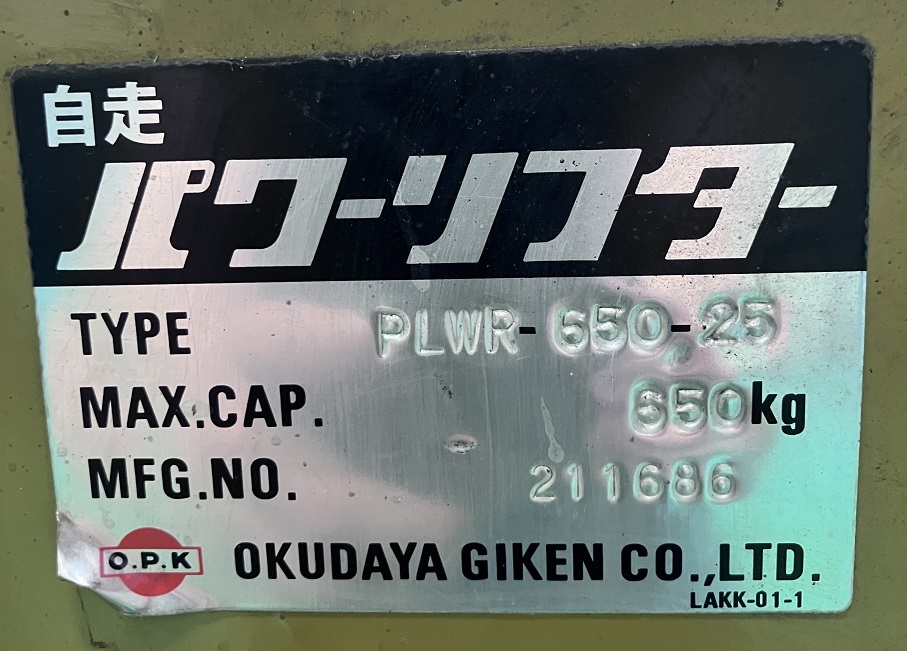 自走
パワーリフター
TYPE PLWR-650-25
MAX.CAP. 650kg
MFG.NO. 211686
O.P.K OKUDAYA GIKEN CO.,LTD.
LAKK-01-1